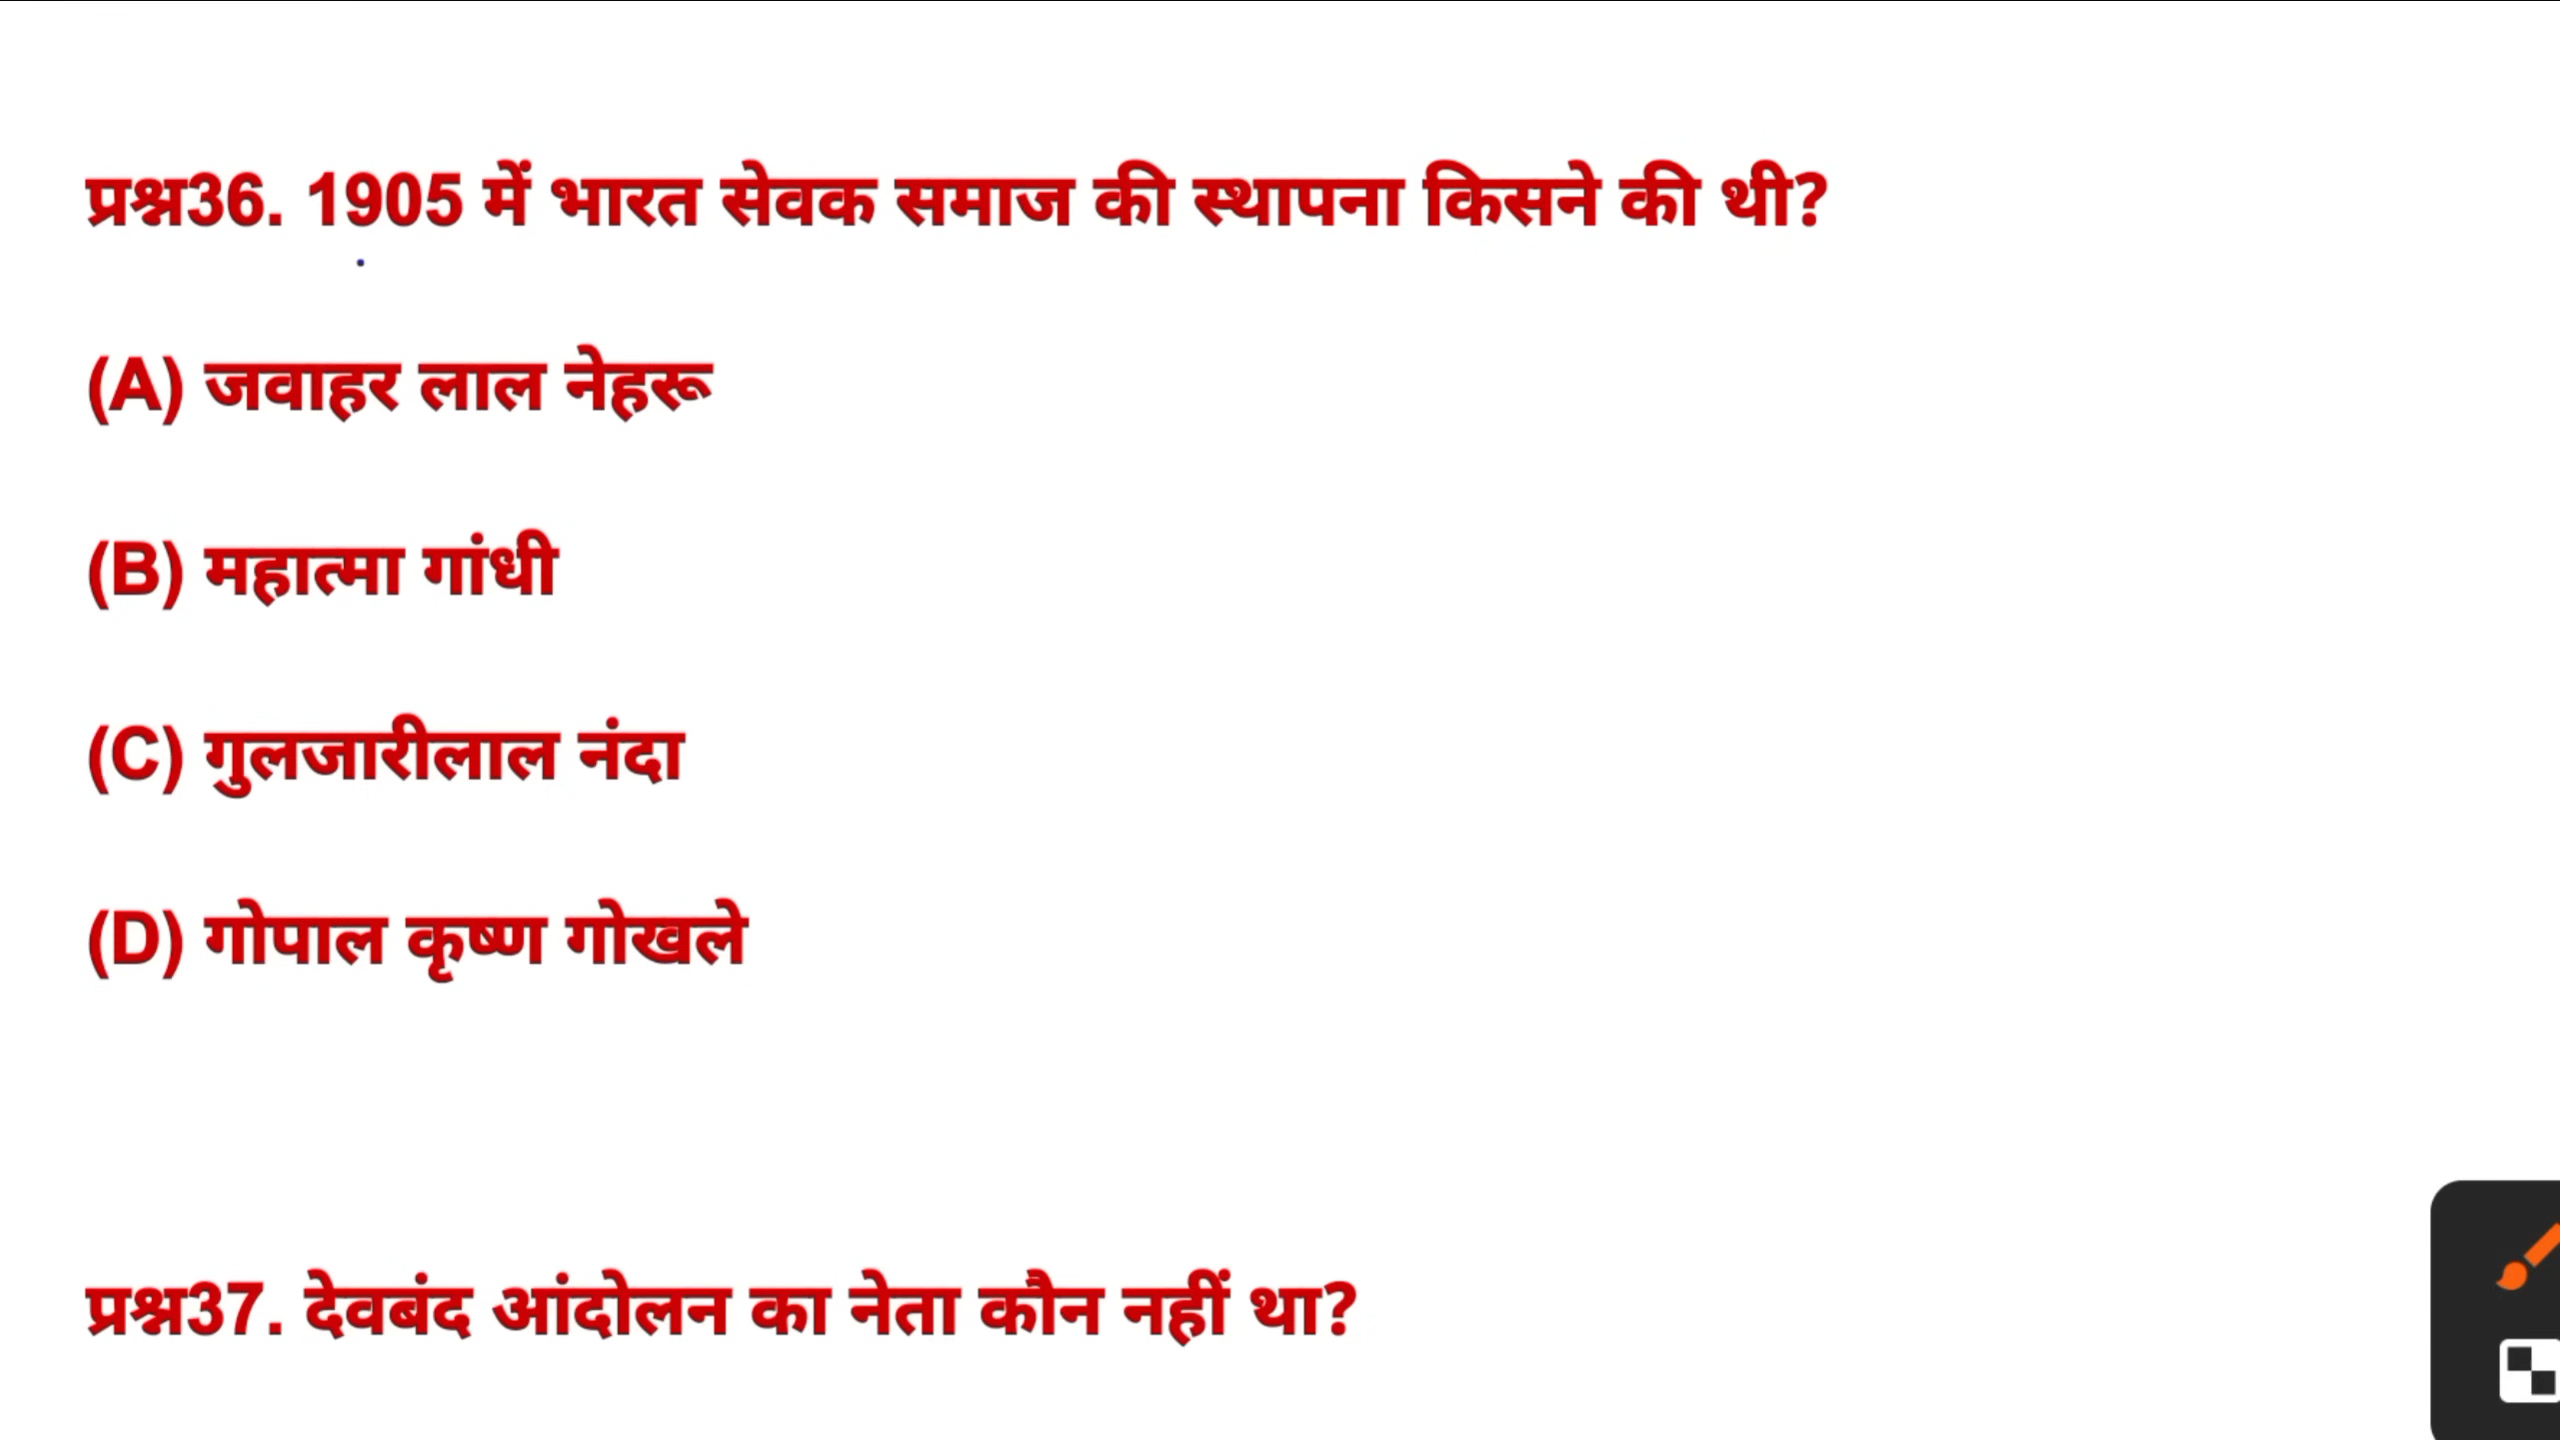 प्रश्न36. 1905 में भारत सेवक समाज की स्थापना किसने की थी?
(A) जवाहर लाल नेहरू
(B) महात्मा गांधी
(C) गुलजारीलाल नंदा
(D) गोपाल कृष्ण गोखले
प्रश्न37. देवबंद आंदोलन का नेता कौन नहीं था?